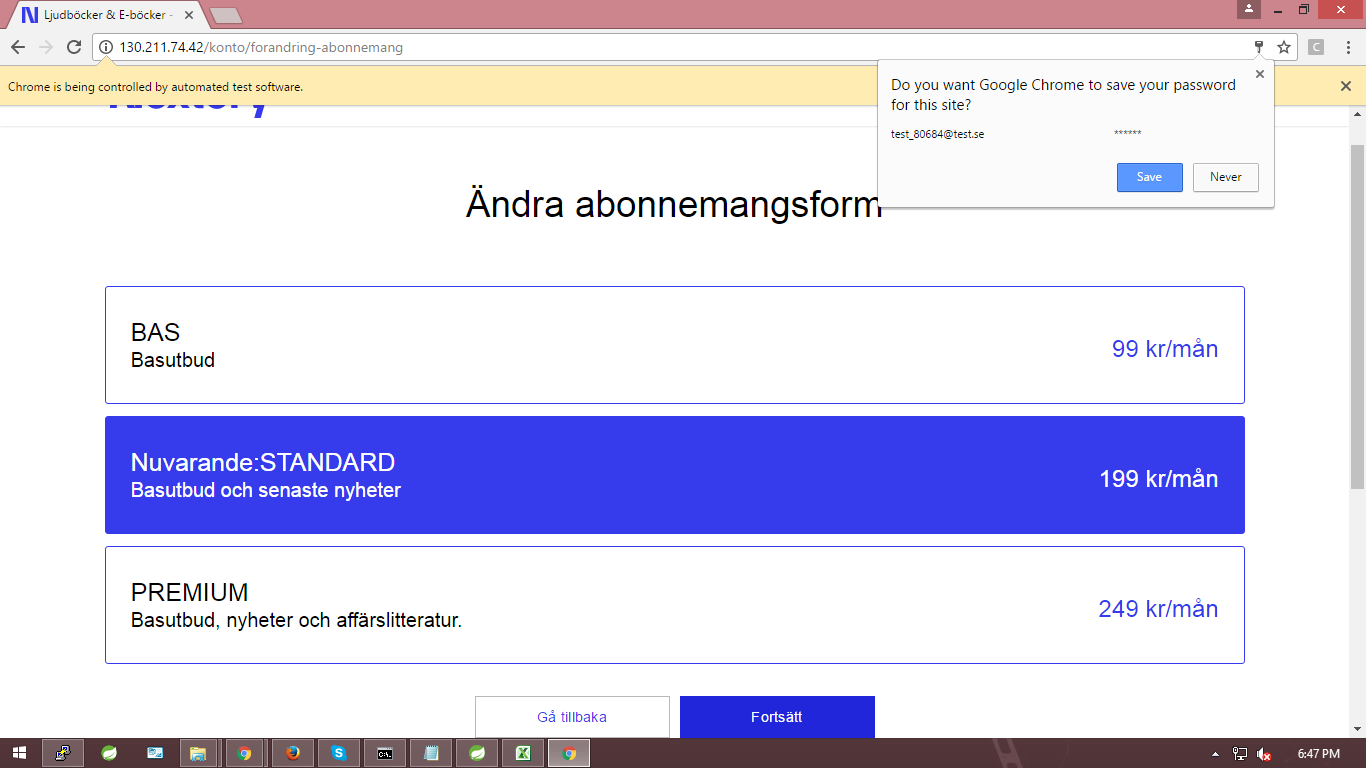 Ljudböcker & E-böcker -
130.211.74.42/konto/forandring-abonnemang
Chrome is being controlled by automated test software.
Do you want Google Chrome to save your password
for this site?
test_80684@test.se ******
Save Never
Ändra abonnemangsform
BAS
Basutbud
99 kr/mån
Nuvarande:STANDARD
Basutbud och senaste nyheter
199 kr/mån
PREMIUM
Basutbud, nyheter och affärslitteratur.
249 kr/mån
Gå tillbaka Fortsätt
6:47 PM